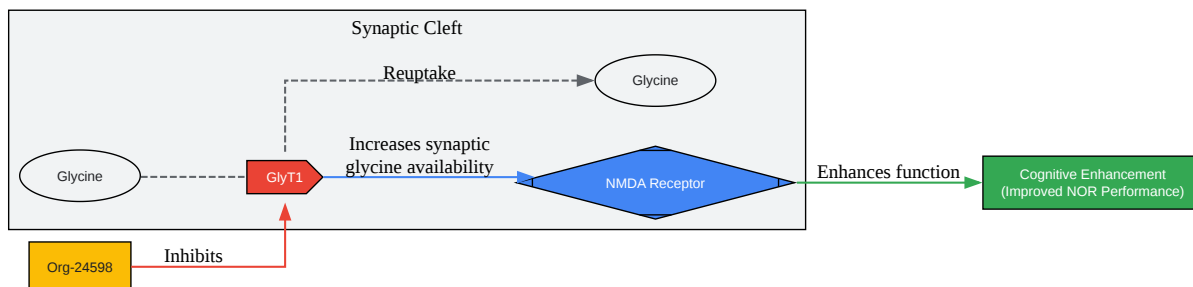 Synaptic Cleft
Reuptake
Glycine
Increases synaptic
glycine availability
Glycine
GlyT1
NMDA Receptor
Enhances function
Cognitive Enhancement
(Improved NOR Performance)
Inhibits
Org-24598